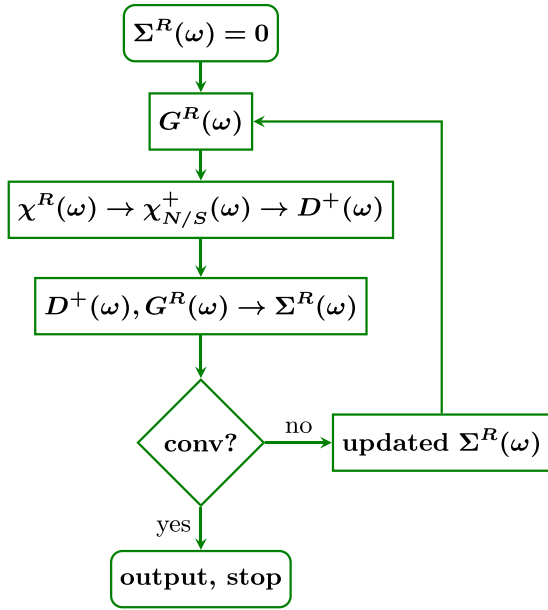 Σ^R(ω) = 0
G^R(ω)
χ^R(ω) → χ^+_{N/S}(ω) → D^+(ω)
D^+(ω), G^R(ω) → Σ^R(ω)
conv?
no
updated Σ^R(ω)
yes
output, stop